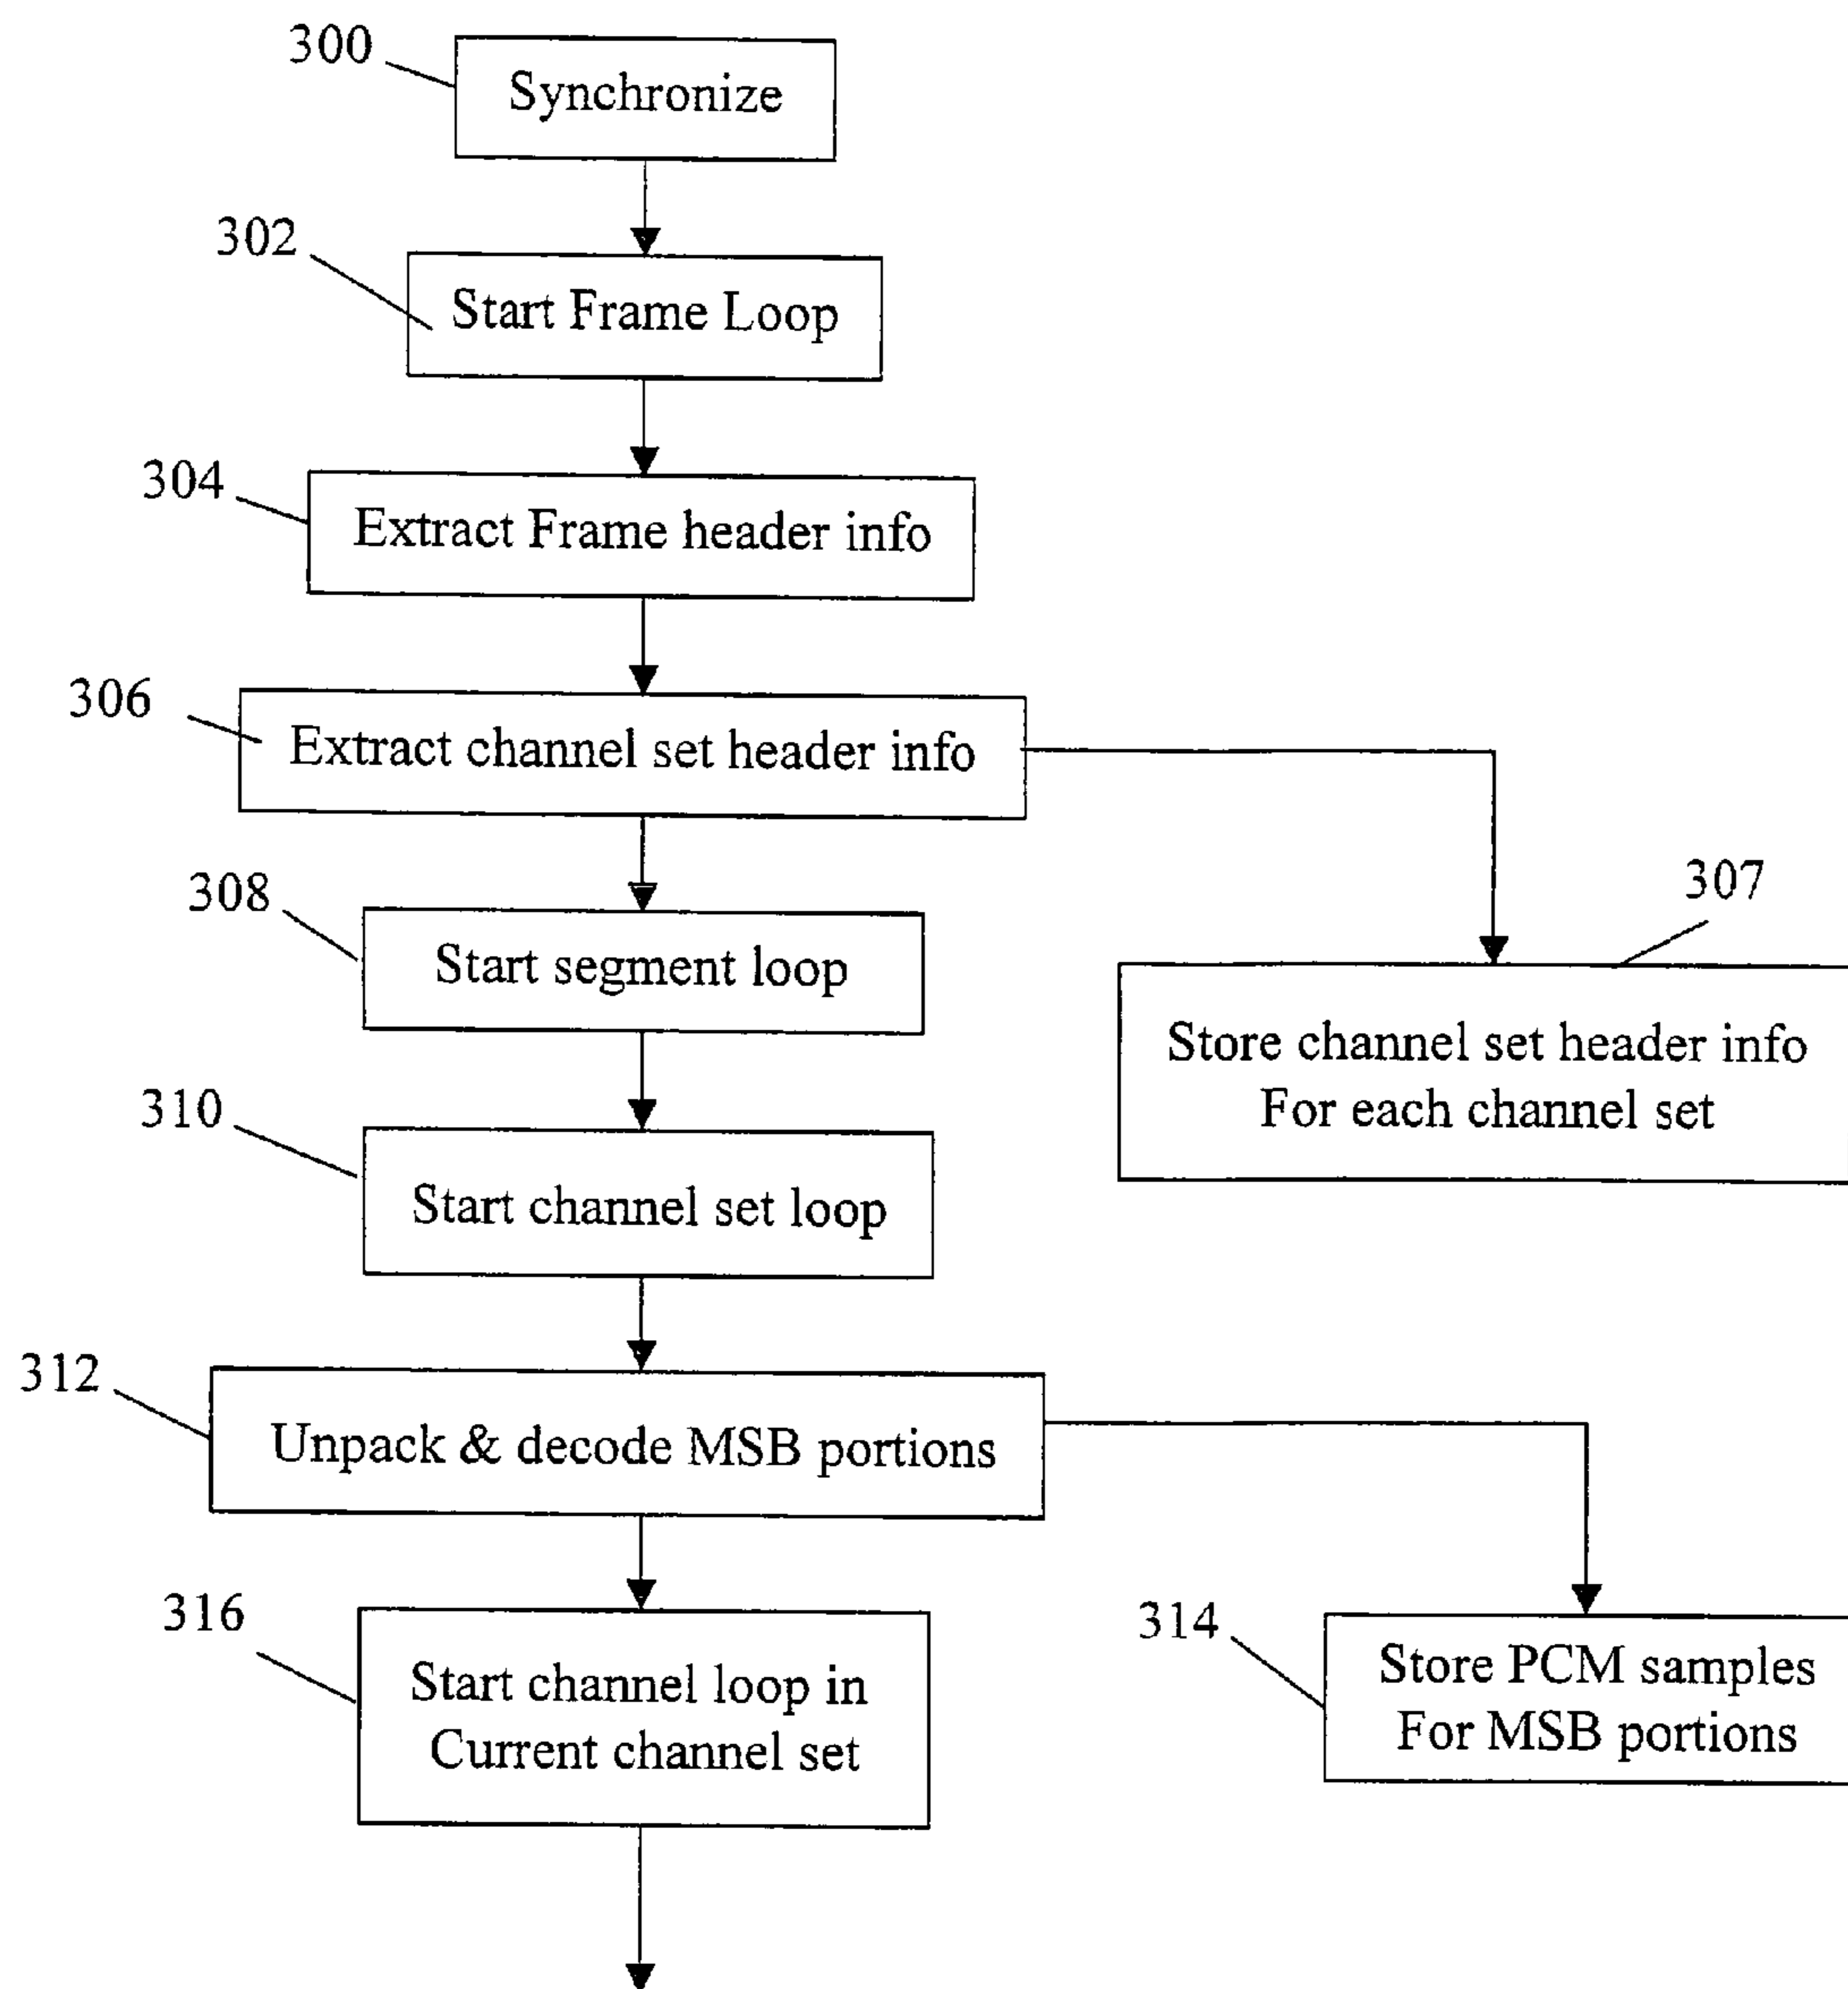 300
Synchronize
302
Start Frame Loop
304
Extract Frame header info
306
Extract channel set header info
307
308
Start segment loop
Store channel set header info
For each channel set
310
Start channel set loop
312
Unpack & decode MSB portions
316
314
Start channel loop in
Current channel set
Store PCM samples
For MSB portions